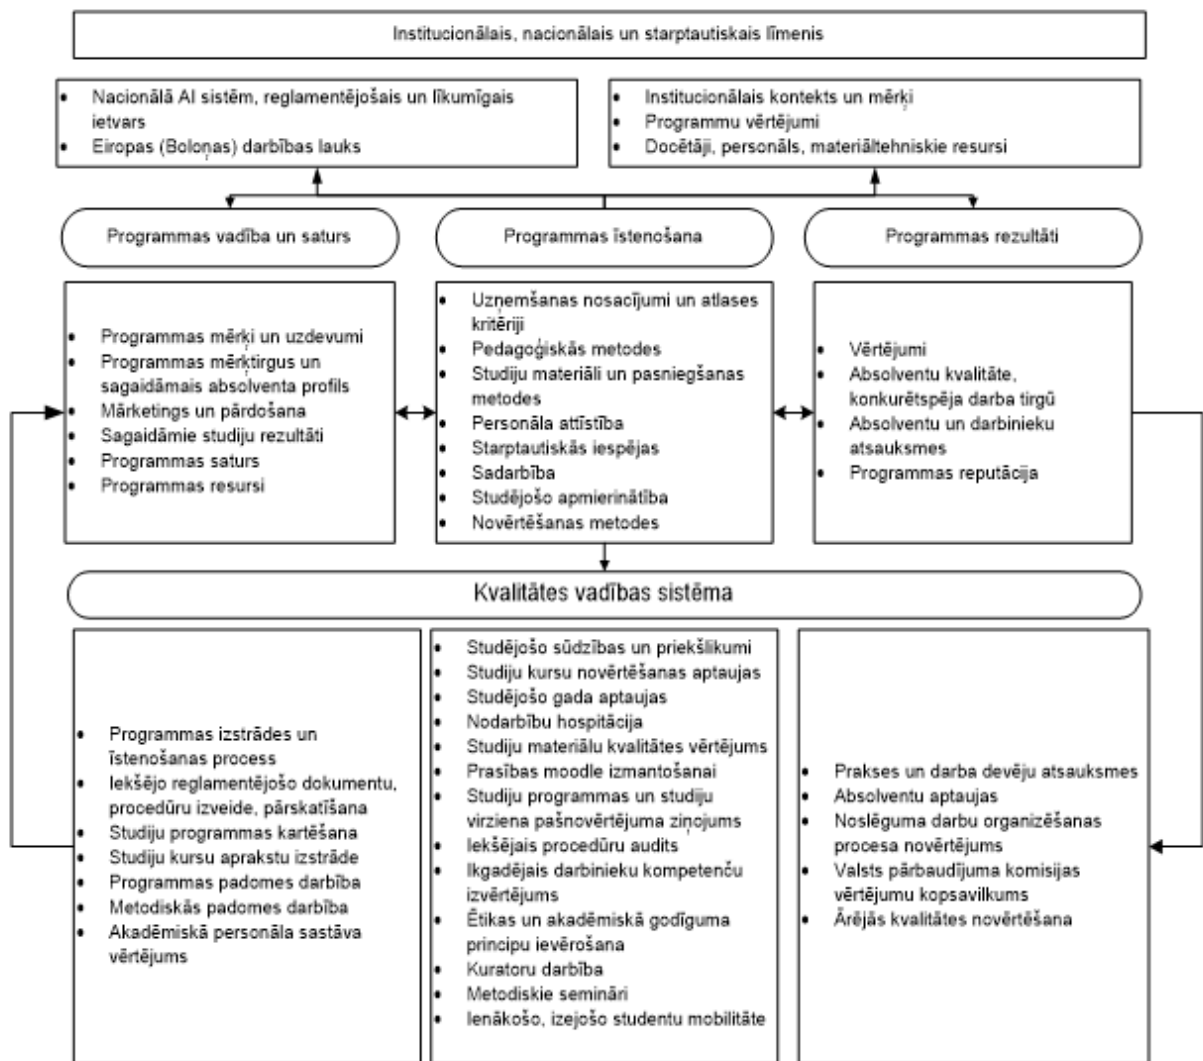 Institucionālais, nacionālais un starptautiskais līmenis
• Nacionālā AI sistēm, reglamentējošais un likumīgais
ietvars
• Eiropas (Boloņas) darbības lauks
• Institucionālais konteksts un mērķi
• Programmu vērtējumi
• Docētāji, personāls, materiāltehniskie resursi
Programmas vadība un saturs
Programmas īstenošana
Programmas rezultāti
• Programmas mērķi un uzdevumi
• Programmas mērķtirgus un
sagaidāmais absolventa profils
• Mārketings un pārdošana
• Sagaidāmie studiju rezultāti
• Programmas saturs
• Programmas resursi
• Uzņemšanas nosacījumi un atlases
kritēriji
• Pedagoģiskās metodes
• Studiju materiāli un pasniegšanas
metodes
• Personāla attīstība
• Starptautiskās iespējas
• Sadarbība
• Studējošo apmierinātība
• Novērtēšanas metodes
• Vērtējumi
• Absolventu kvalitāte,
konkurētspēja darba tirgū
• Absolventu un darbinieku
atsauksmes
• Programmas reputācija
Kvalitātes vadības sistēma
• Programmas izstrādes un
īstenošanas process
• Iekšējo reglamentējošo dokumentu,
procedūru izveide, pārskatīšana
• Studiju programmas kartēšana
• Studiju kursu aprakstu izstrāde
• Programmas padomes darbība
• Metodiskās padomes darbība
• Akadēmiskā personāla sastāva
vērtējums
• Studējošo sūdzības un priekšlikumi
• Studiju kursu novērtēšanas aptaujas
• Studējošo gada aptaujas
• Nodarbību hospitācija
• Studiju materiālu kvalitātes vērtējums
• Prasības moodle izmantošanai
• Studiju programmas un studiju
virziena pašnovērtējuma ziņojums
• Iekšējais procedūru audits
• Ikgadējais darbinieku kompetenču
izvērtējums
• Ētikas un akadēmiskā godīguma
principu ievērošana
• Kuratoru darbība
• Metodiskie semināri
• Ienākošo, izejošo studentu mobilitāte
• Prakses un darba devēju atsauksmes
• Absolventu aptaujas
• Noslēguma darbu organizēšanas
procesa novērtējums
• Valsts pārbaudījuma komisijas
vērtējumu kopsavilkums
• Ārējās kvalitātes novērtēšana